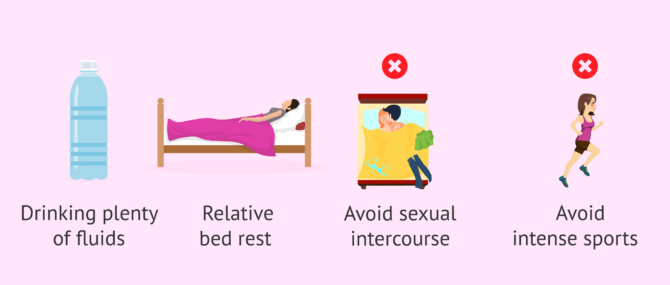 Drinking plenty
of fluids
Relative
bed rest
Avoid sexual
intercourse
Avoid
intense sports